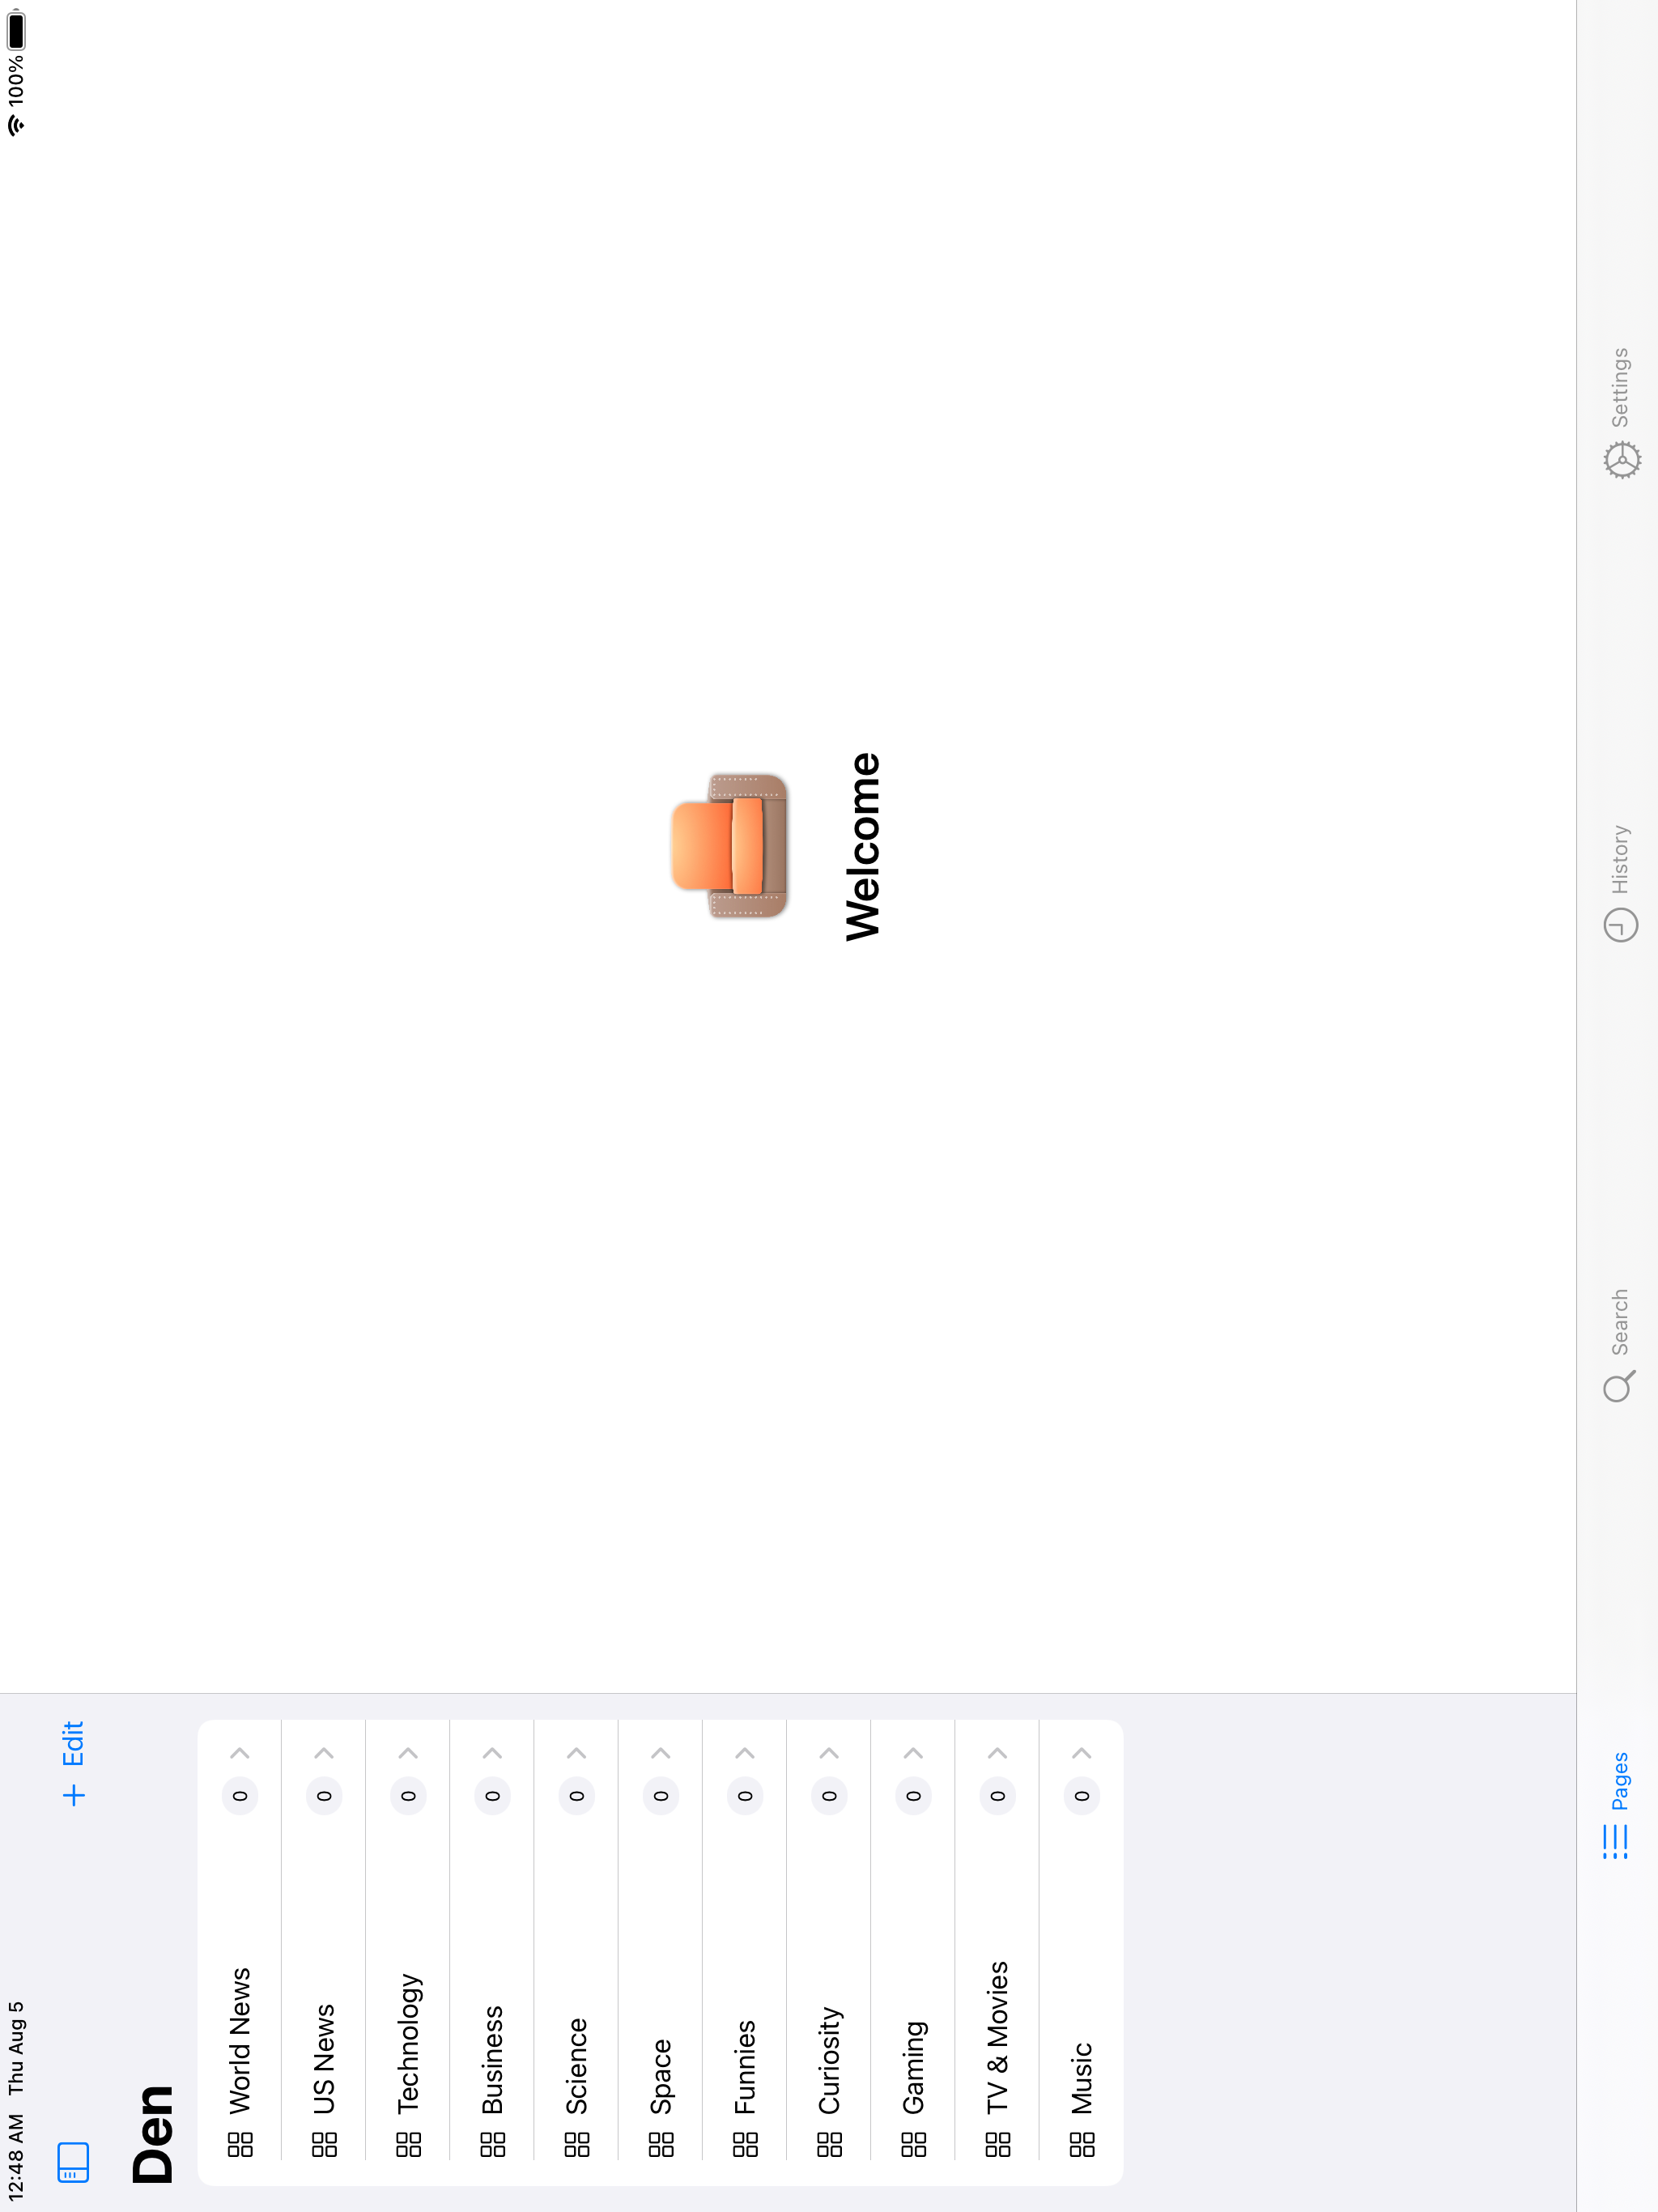 12:48 AM Thu Aug 5
100%
+ Edit
Den
World News 0
US News 0
Technology 0
Business 0
Science 0
Space 0
Funnies 0
Curiosity 0
Gaming 0
TV & Movies 0
Music 0
Welcome
Pages
Search
History
Settings